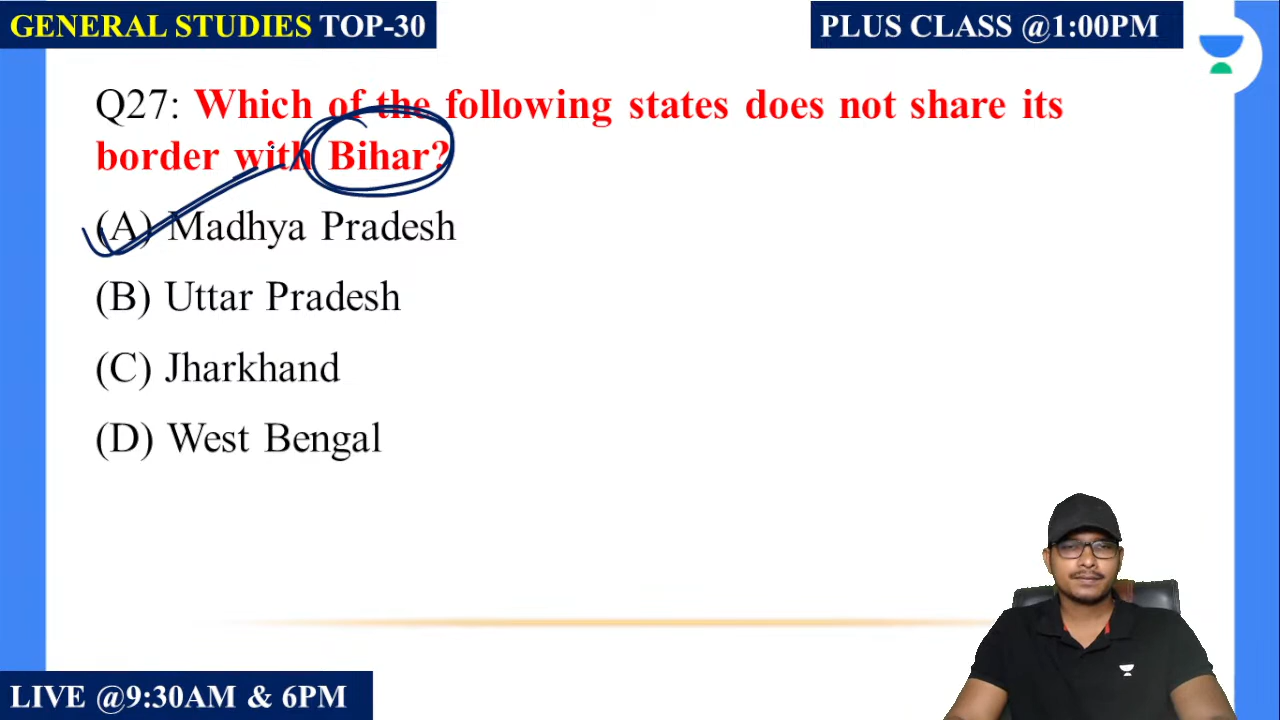 GENERAL STUDIES TOP-30
PLUS CLASS @1:00PM
Q27: Which of the following states does not share its
border with Bihar?
(A) Madhya Pradesh
(B) Uttar Pradesh
(C) Jharkhand
(D) West Bengal
LIVE @9:30AM & 6PM